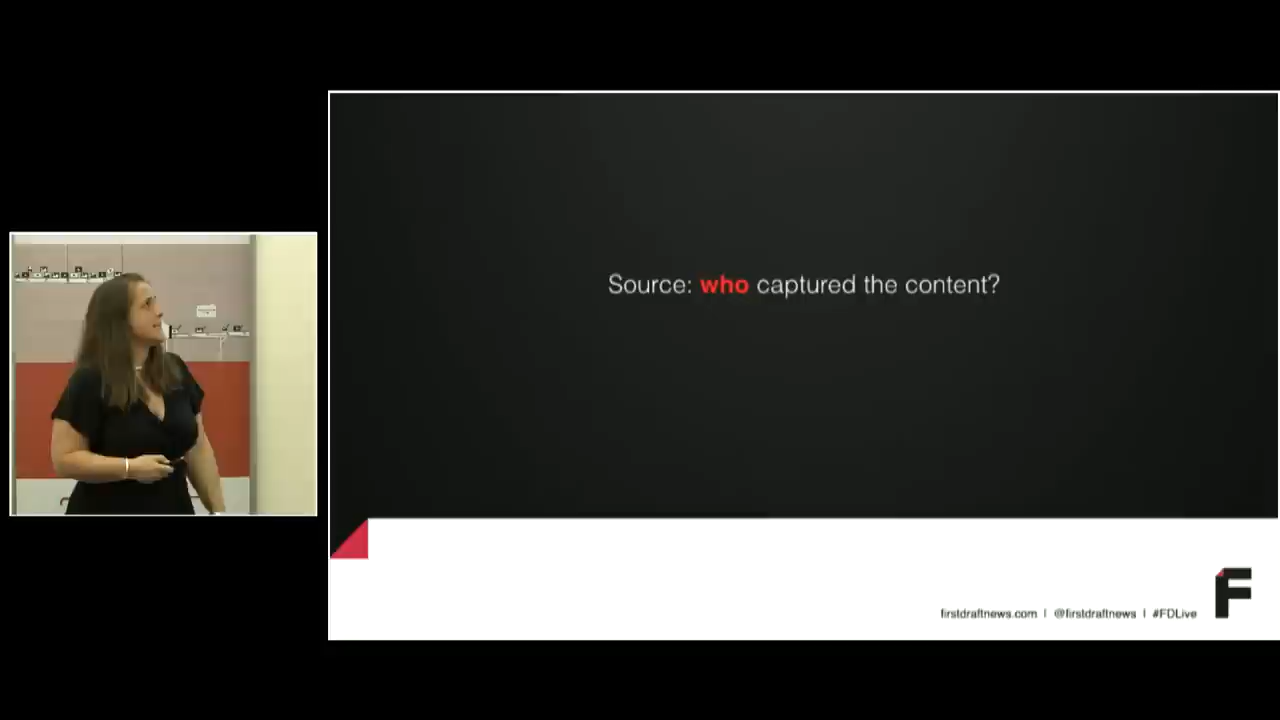 Source: who captured the content?
firstdraftnews.com | @firstdraftnews | #FDLive
F